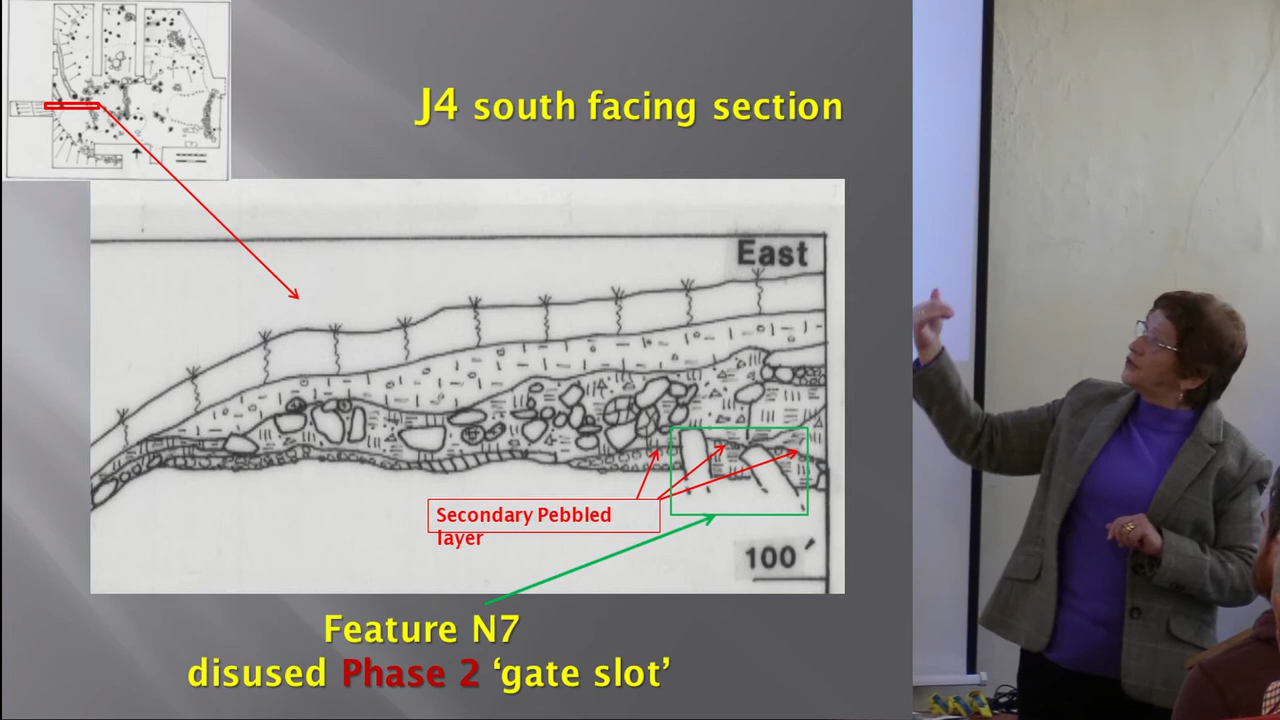 J4 south facing section
East
Secondary Pebbled
layer
100'
Feature N7
disused Phase 2 ‘gate slot’